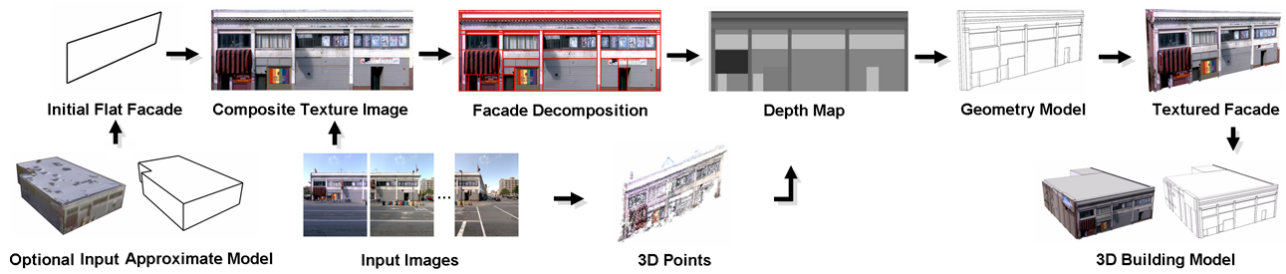 Initial Flat Facade
Composite Texture Image
Facade Decomposition
Depth Map
Geometry Model
Textured Facade
...
Optional Input Approximate Model
Input Images
3D Points
3D Building Model